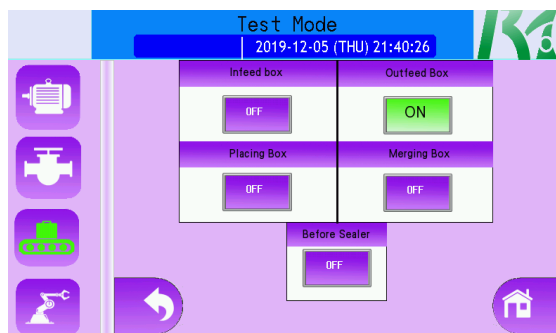 Test Mode
2019-12-05 (THU) 21:40:26
Infeed box
Outfeed Box
OFF
ON
Placing Box
Merging Box
OFF
OFF
Before Sealer
OFF